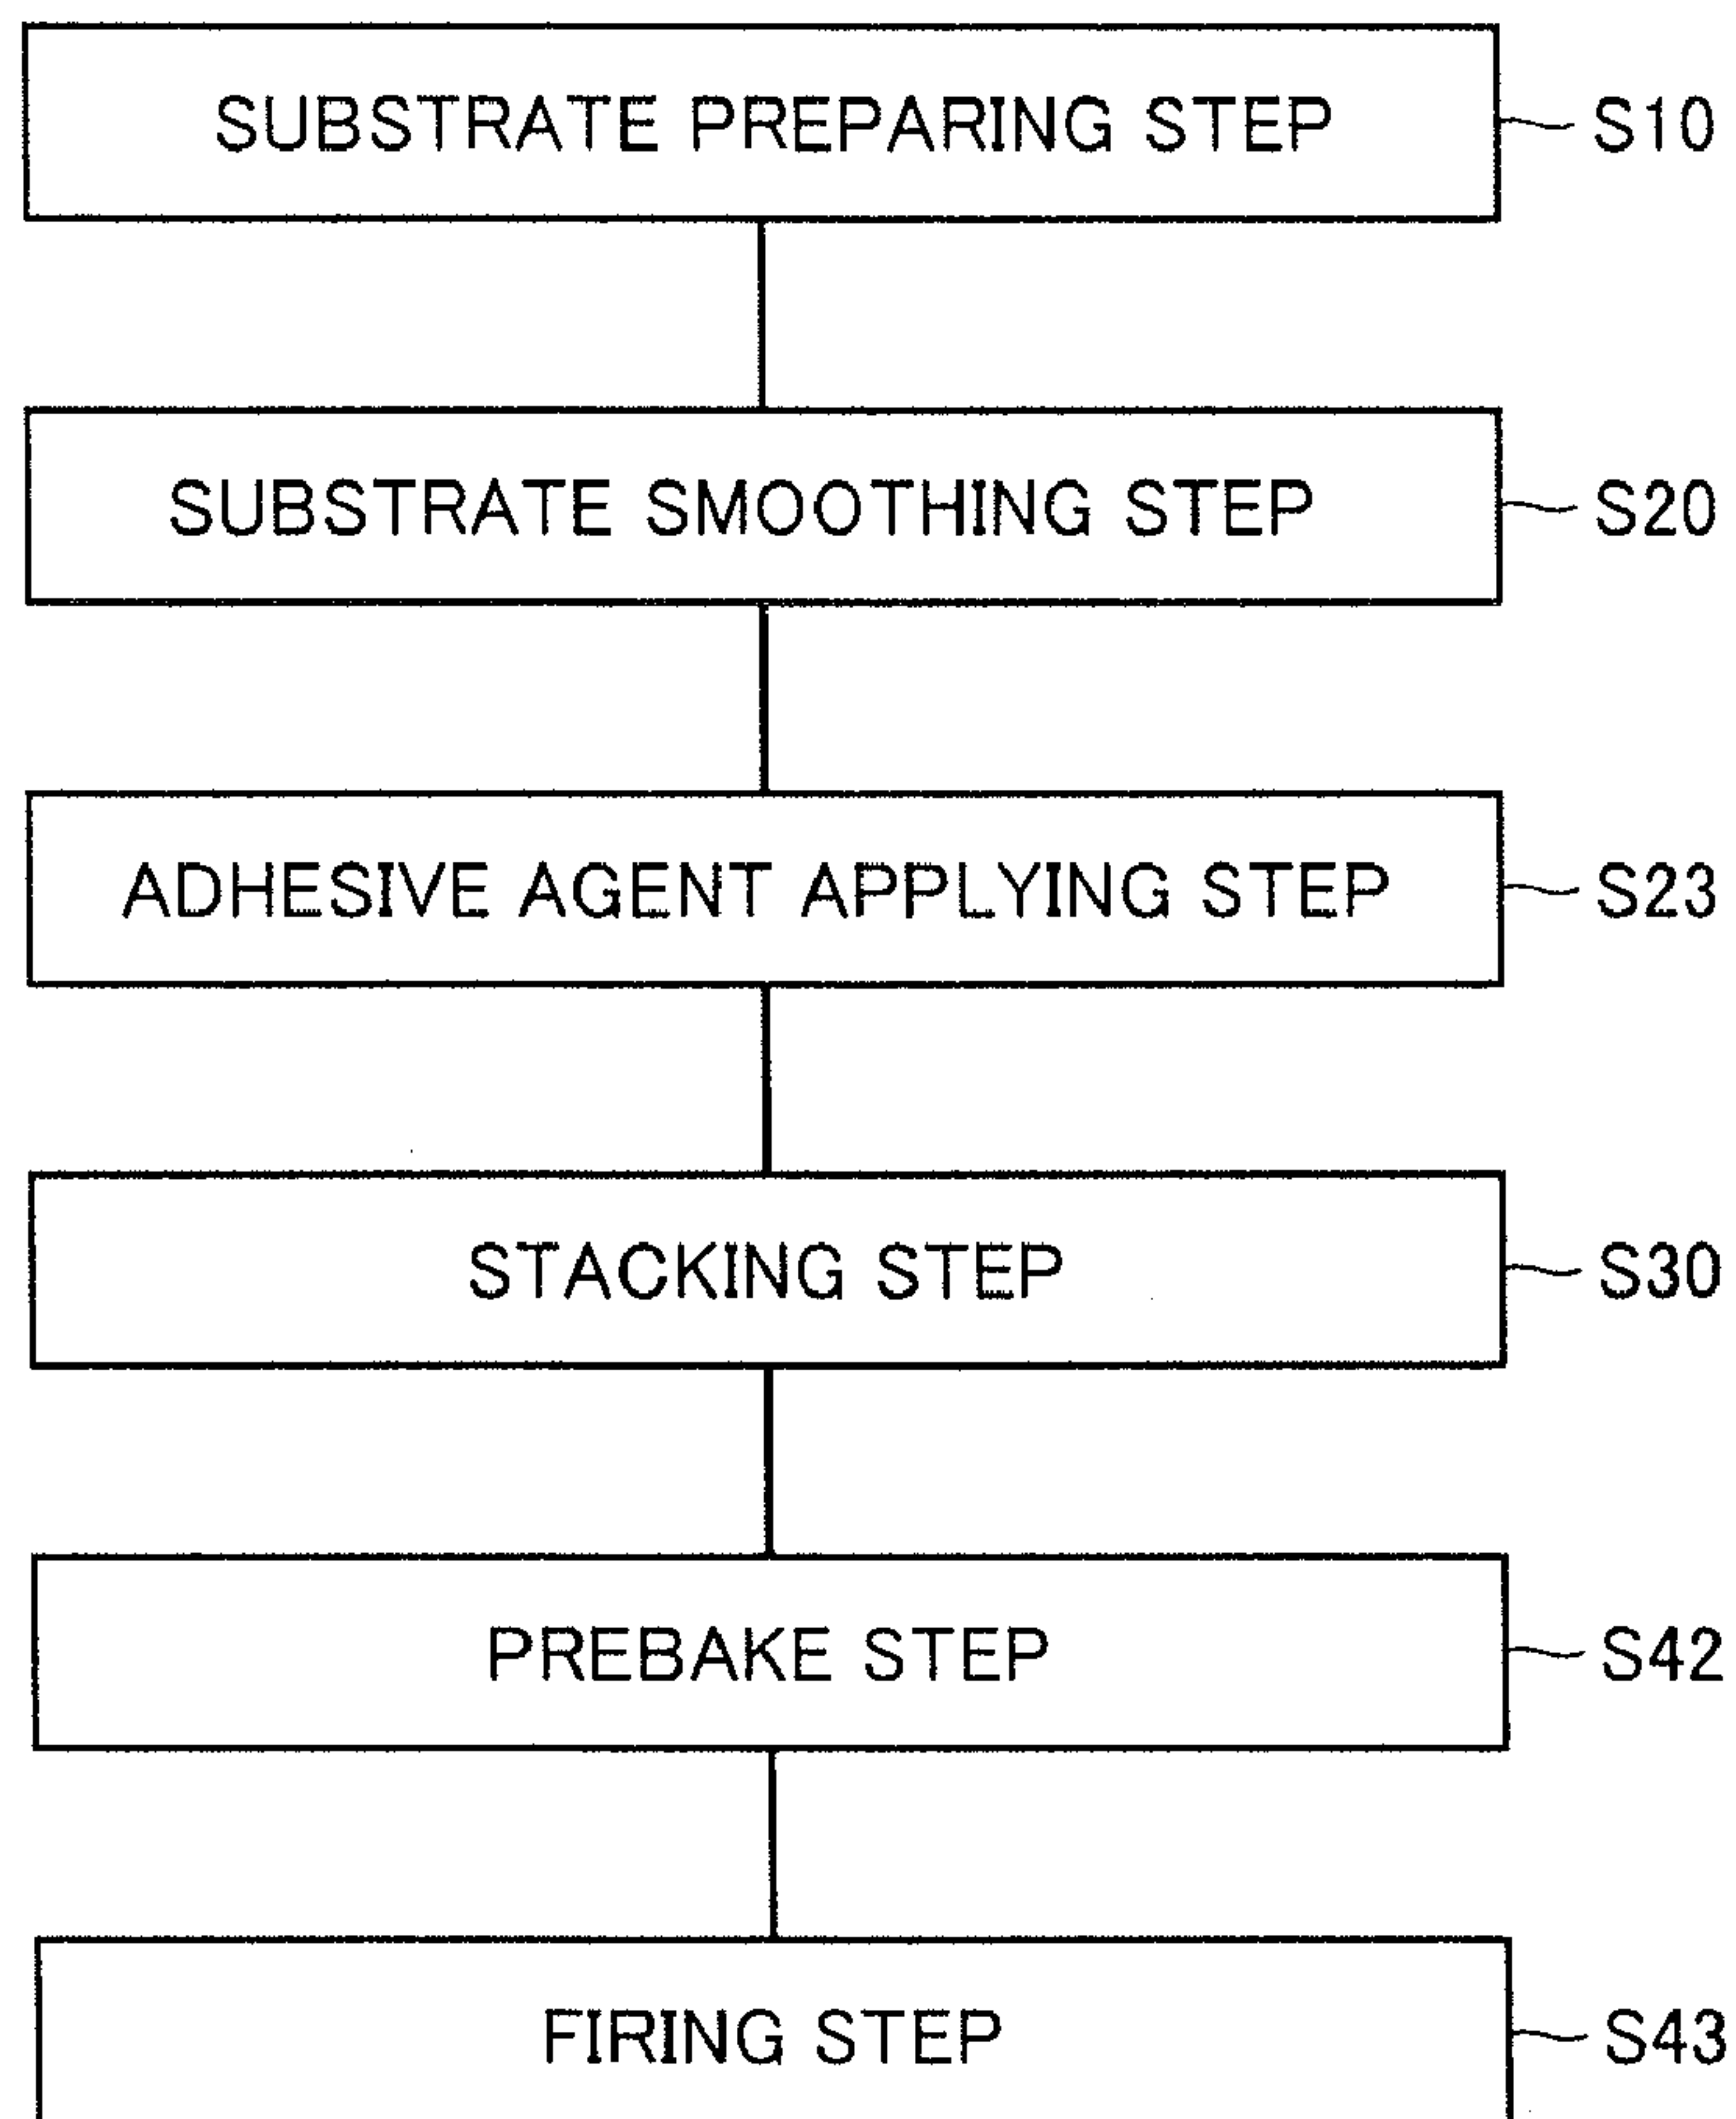 SUBSTRATE PREPARING STEP S10
SUBSTRATE SMOOTHING STEP S20
ADHESIVE AGENT APPLYING STEP S23
STACKING STEP S30
PREBAKE STEP S42
FIRING STEP S43